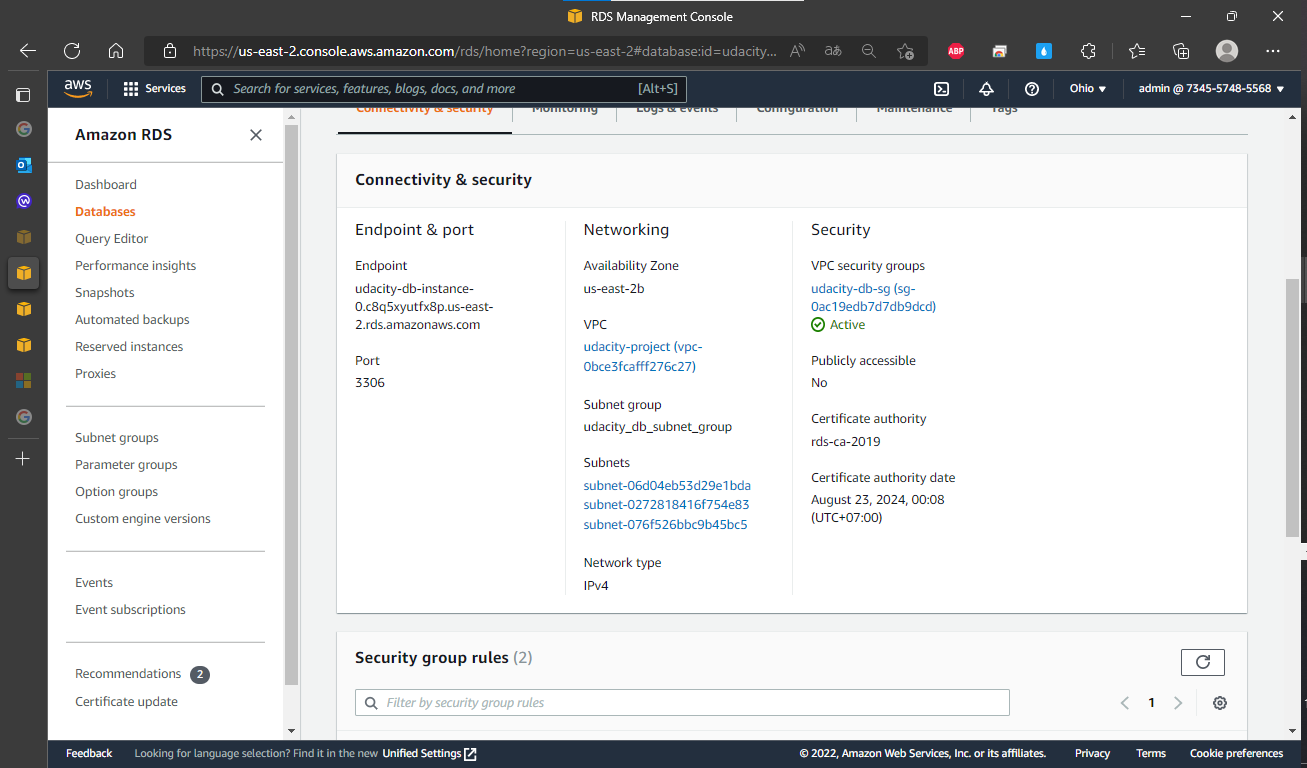 RDS Management Console
https://us-east-2.console.aws.amazon.com/rds/home?region=us-east-2#database:id=udacity...
ABP
aws
Services
Search for services, features, blogs, docs, and more
[Alt+S]
Ohio
admin @ 7345-5748-5568
Amazon RDS
Dashboard
Databases
Query Editor
Performance insights
Snapshots
Automated backups
Reserved instances
Proxies
Subnet groups
Parameter groups
Option groups
Custom engine versions
Events
Event subscriptions
Recommendations 2
Certificate update
Connectivity & security
Monitoring
Logs & events
Configuration
Maintenance
Tags
Connectivity & security
Endpoint & port
Endpoint
udacity-db-instance-
0.c8q5xyutfx8p.us-east-
2.rds.amazonaws.com
Port
3306
Networking
Availability Zone
us-east-2b
VPC
udacity-project (vpc-
0bce3fcafff276c27)
Subnet group
udacity_db_subnet_group
Subnets
subnet-06d04eb53d29e1bda
subnet-0272818416f754e83
subnet-076f526bbc9b45bc5
Network type
IPv4
Security
VPC security groups
udacity-db-sg (sg-
0ac19edb7d7db9dcd)
Active
Publicly accessible
No
Certificate authority
rds-ca-2019
Certificate authority date
August 23, 2024, 00:08
(UTC+07:00)
Security group rules (2)
Filter by security group rules
1
Feedback
Looking for language selection? Find it in the new Unified Settings
© 2022, Amazon Web Services, Inc. or its affiliates.
Privacy
Terms
Cookie preferences